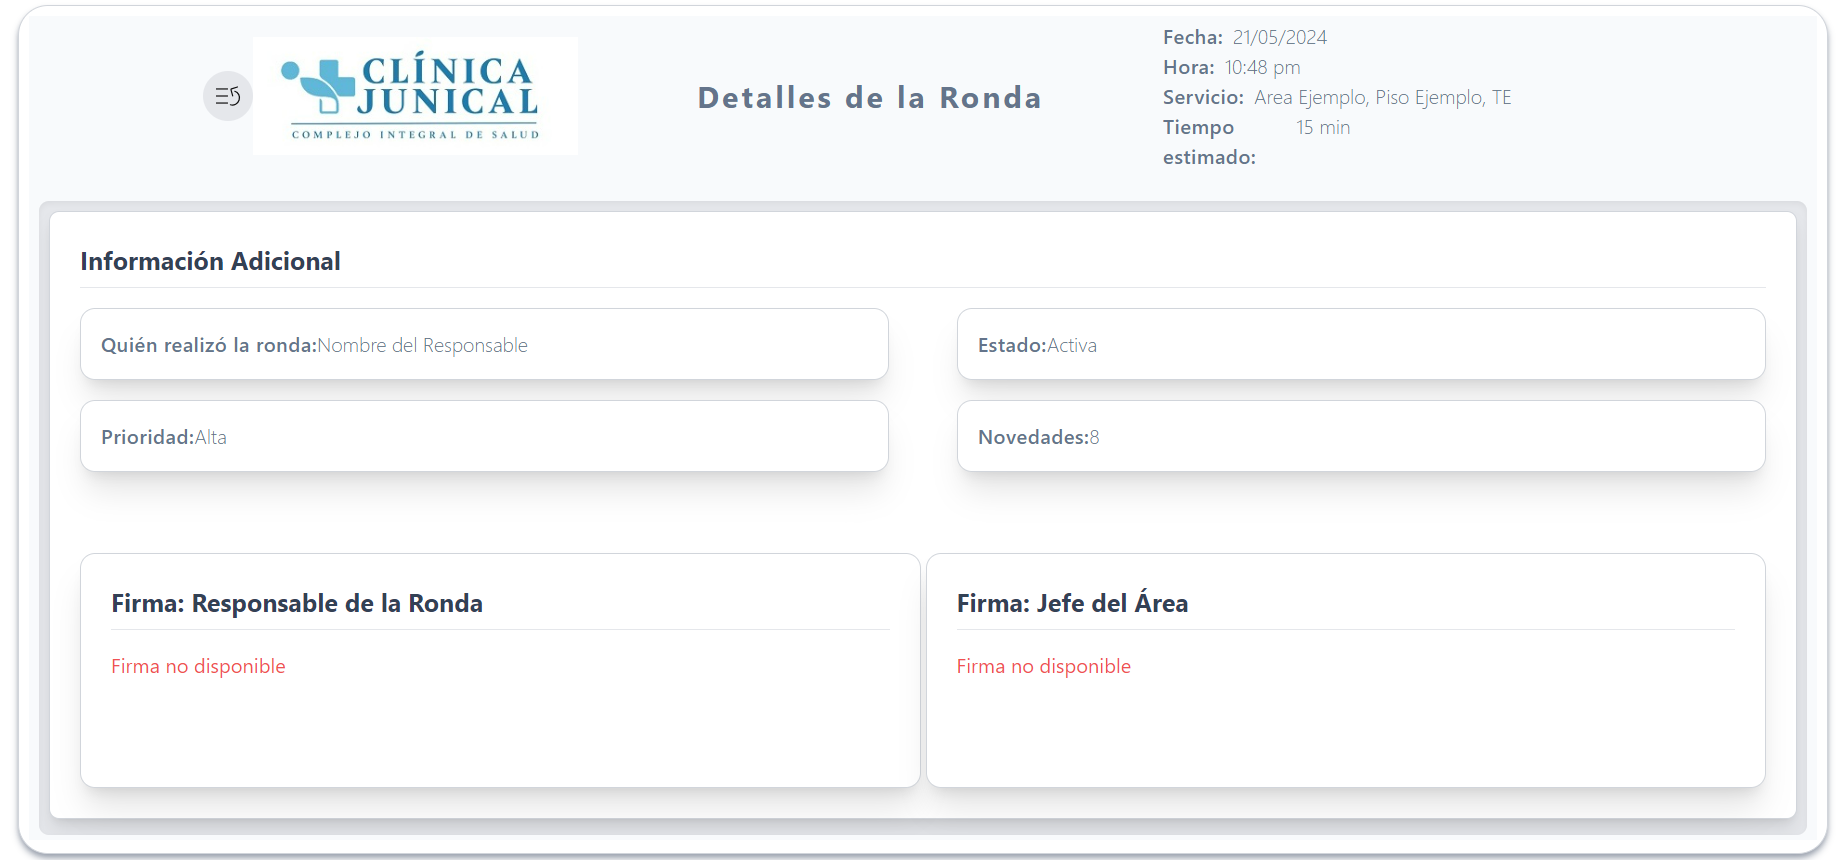 CLÍNICA
JUNICAL
COMPLEJO INTEGRAL DE SALUD
Detalles de la Ronda
Fecha: 21/05/2024
Hora: 10:48 pm
Servicio: Area Ejemplo, Piso Ejemplo, TE
Tiempo estimado: 15 min
Información Adicional
Quién realizó la ronda:Nombre del Responsable
Estado:Activa
Prioridad:Alta
Novedades:8
Firma: Responsable de la Ronda
Firma no disponible
Firma: Jefe del Área
Firma no disponible